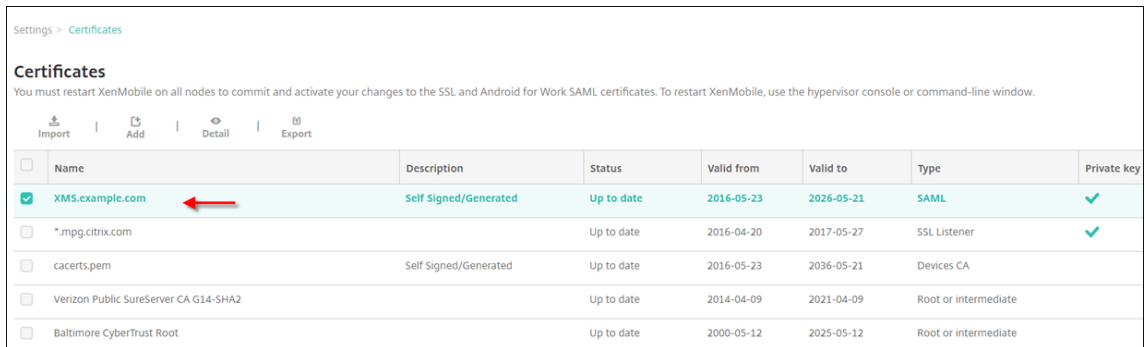 Settings > Certificates
Certificates
You must restart XenMobile on all nodes to commit and activate your changes to the SSL and Android for Work SAML certificates. To restart XenMobile, use the hypervisor console or command-line window.
Import | Add | Detail | Export
Name Description Status Valid from Valid to Type Private key
XMS.example.com Self Signed/Generated Up to date 2016-05-23 2026-05-21 SAML
*.mpg.citrix.com Up to date 2016-04-20 2017-05-27 SSL Listener
cacerts.pem Self Signed/Generated Up to date 2016-05-23 2036-05-21 Devices CA
Verizon Public SureServer CA G14-SHA2 Up to date 2014-04-09 2021-04-09 Root or intermediate
Baltimore CyberTrust Root Up to date 2000-05-12 2025-05-12 Root or intermediate